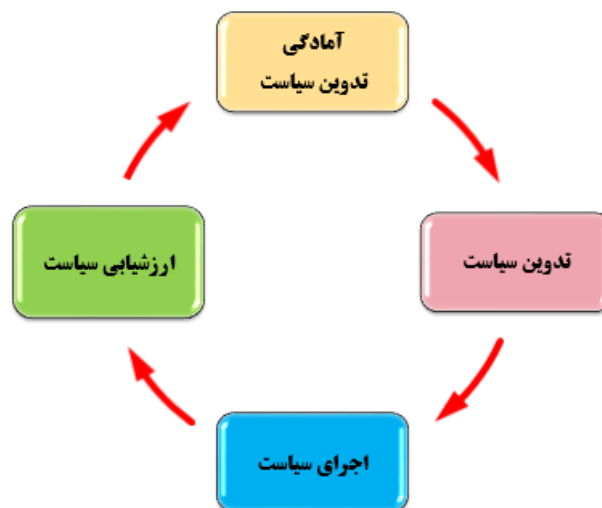 آمادگی
تدوین سیاست
تدوین سیاست
اجرای سیاست
ارزشیابی سیاست